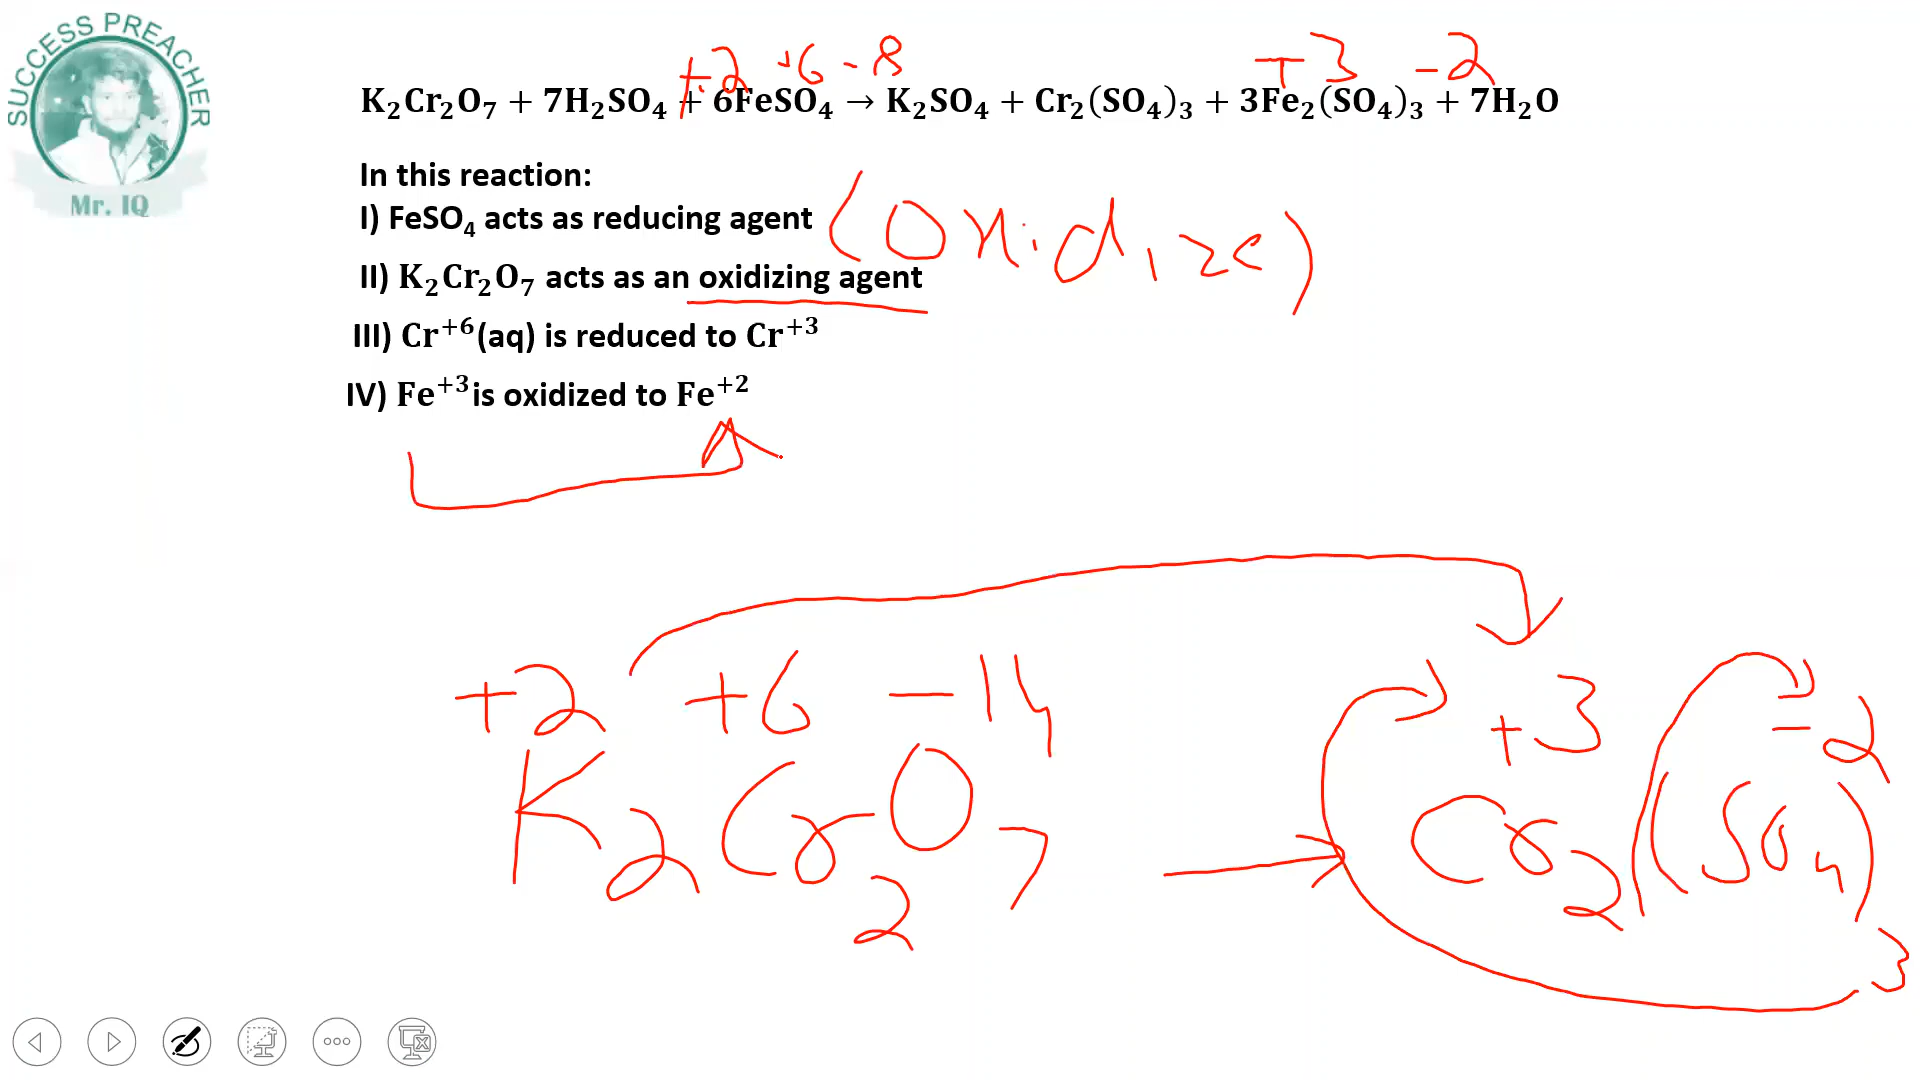 SUCCESS PREACHER
Mr. IQ
+2 +6 -8 +3 -2
K₂Cr₂O₇ + 7H₂SO₄ + 6FeSO₄ → K₂SO₄ + Cr₂(SO₄)₃ + 3Fe₂(SO₄)₃ + 7H₂O
In this reaction:
I) FeSO₄ acts as reducing agent (Oxidize)
II) K₂Cr₂O₇ acts as an oxidizing agent
III) Cr⁺⁶(aq) is reduced to Cr⁺³
IV) Fe⁺³is oxidized to Fe⁺²
+2 +6 -14 +3 -2
K₂Cr₂O₇ → Cr₂(SO₄)₃